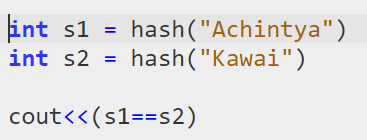 int s1 = hash("Achintya")
int s2 = hash("Kawai")
cout<<(s1==s2)